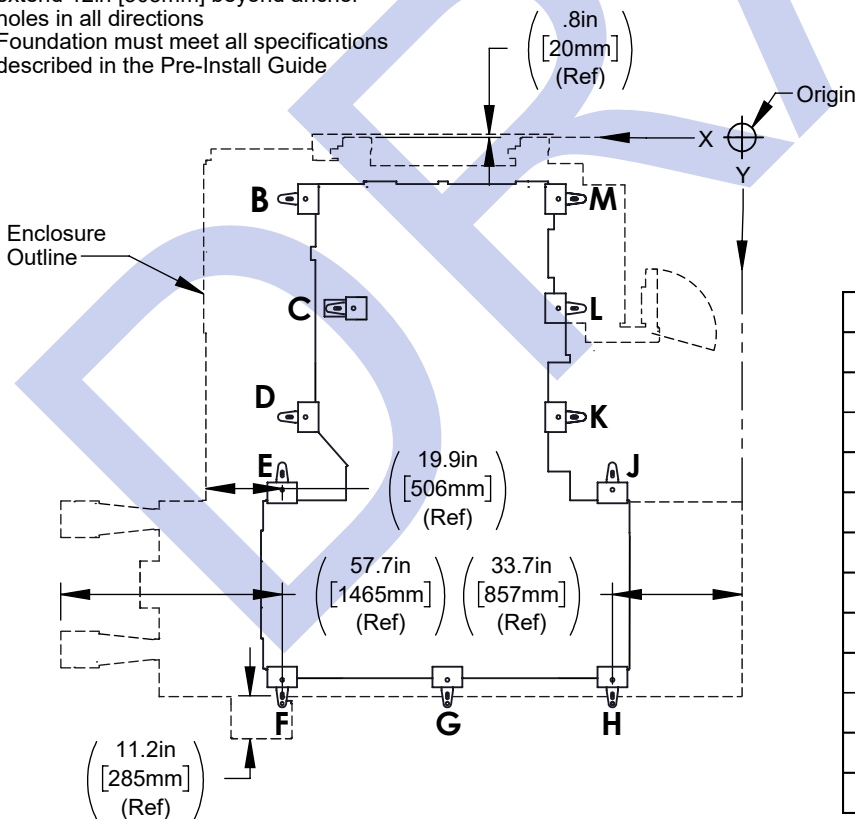 holes in all directions
Foundation must meet all specifications
described in the Pre-Install Guide
.8in
[20mm]
(Ref)
Origin
X
Y
B
M
Enclosure
Outline
C
L
D
K
E
J
19.9in
[506mm]
(Ref)
57.7in
[1465mm]
(Ref)
33.7in
[857mm]
(Ref)
F
G
H
11.2in
[285mm]
(Ref)